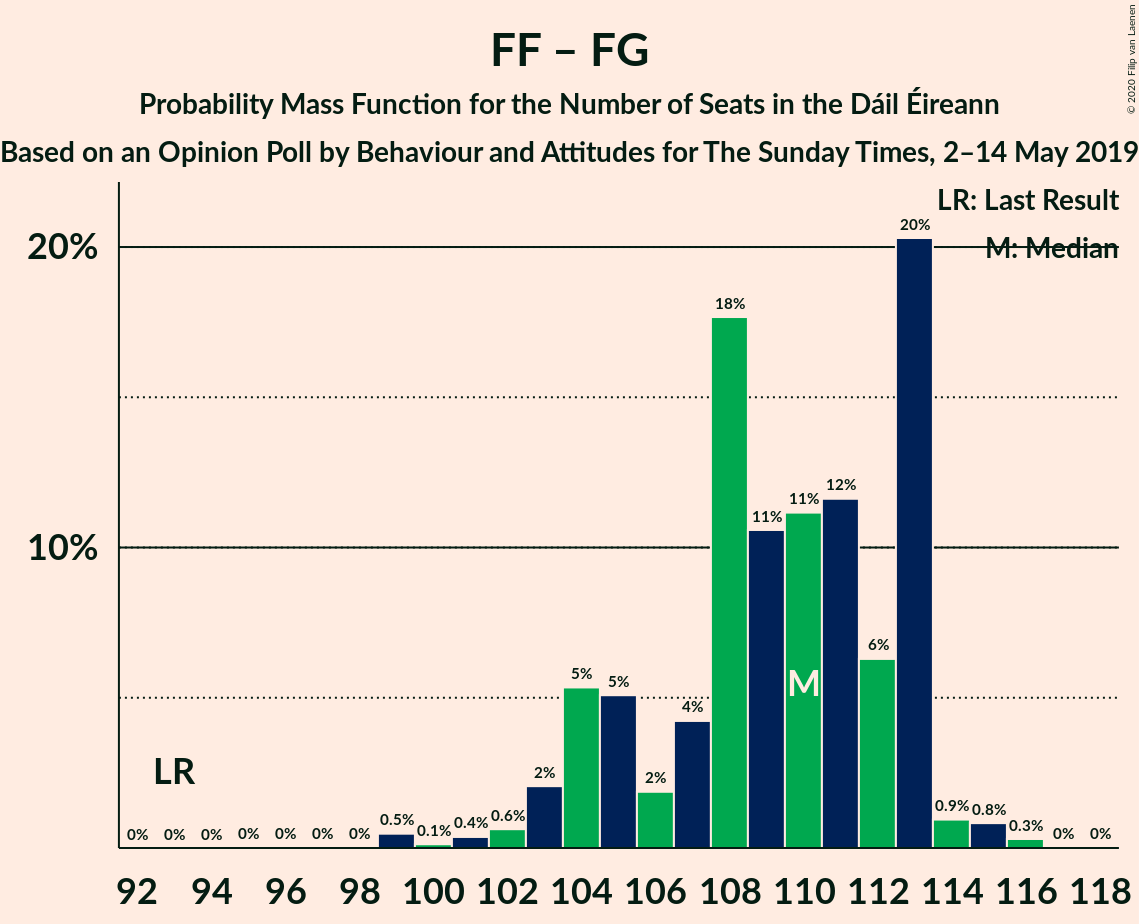 FF – FG
Probability Mass Function for the Number of Seats in the Dáil Éireann
Based on an Opinion Poll by Behaviour and Attitudes for The Sunday Times, 2–14 May 2019
© 2020 Filip van Laenen
LR: Last Result
M: Median
20%
10%
0% 0% 0% 0% 0% 0% 0% 0.5% 0.1% 0.4% 0.6% 2% 5% 5% 2% 4% 18% 11% 11% 12% 6% 20% 0.9% 0.8% 0.3% 0% 0%
LR
M
92 94 96 98 100 102 104 106 108 110 112 114 116 118